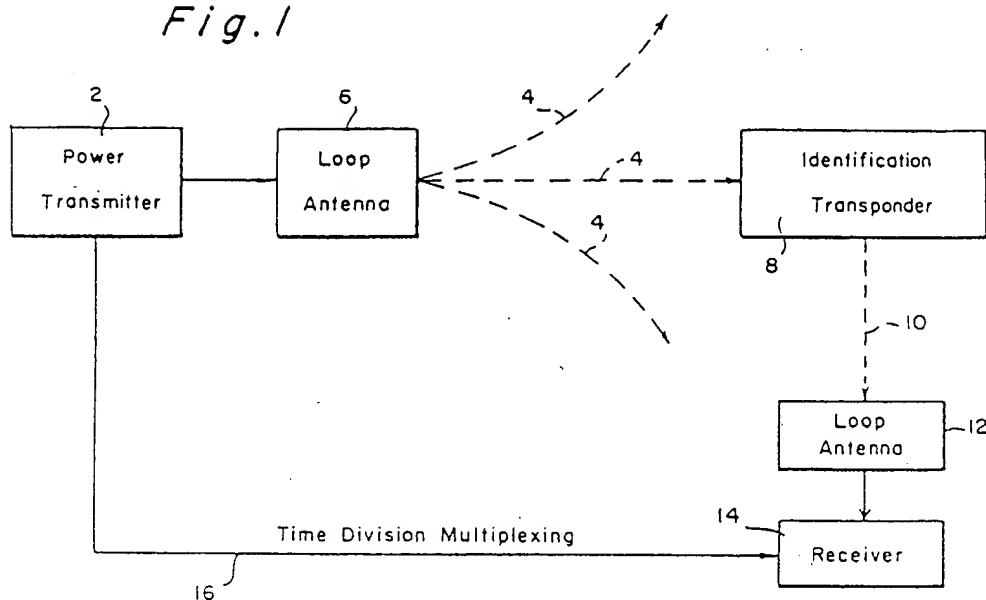 Fig. 1
2
Power
Transmitter
6
Loop
Antenna
4
4
4
Identification
Transponder
8
10
Loop
Antenna
12
14
Receiver
Time Division Multiplexing
16